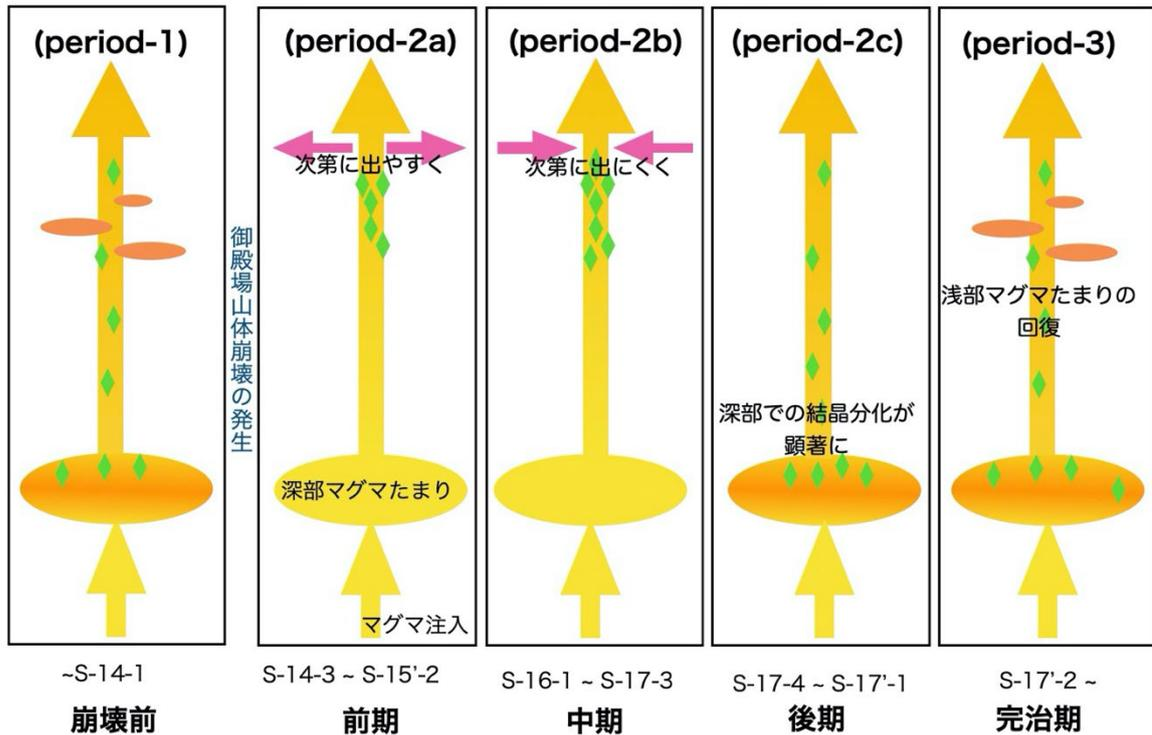 (period-1)
(period-2a)
(period-2b)
(period-2c)
(period-3)
次第に出やすく
次第に出にくく
御殿場山体崩壊の発生
浅部マグマたまりの
回復
深部での結晶分化が
顕著に
深部マグマたまり
マグマ注入
~S-14-1
S-14-3 ~ S-15’-2
S-16-1 ~ S-17-3
S-17-4 ~ S-17’-1
S-17’-2 ~
崩壊前
前期
中期
後期
完治期